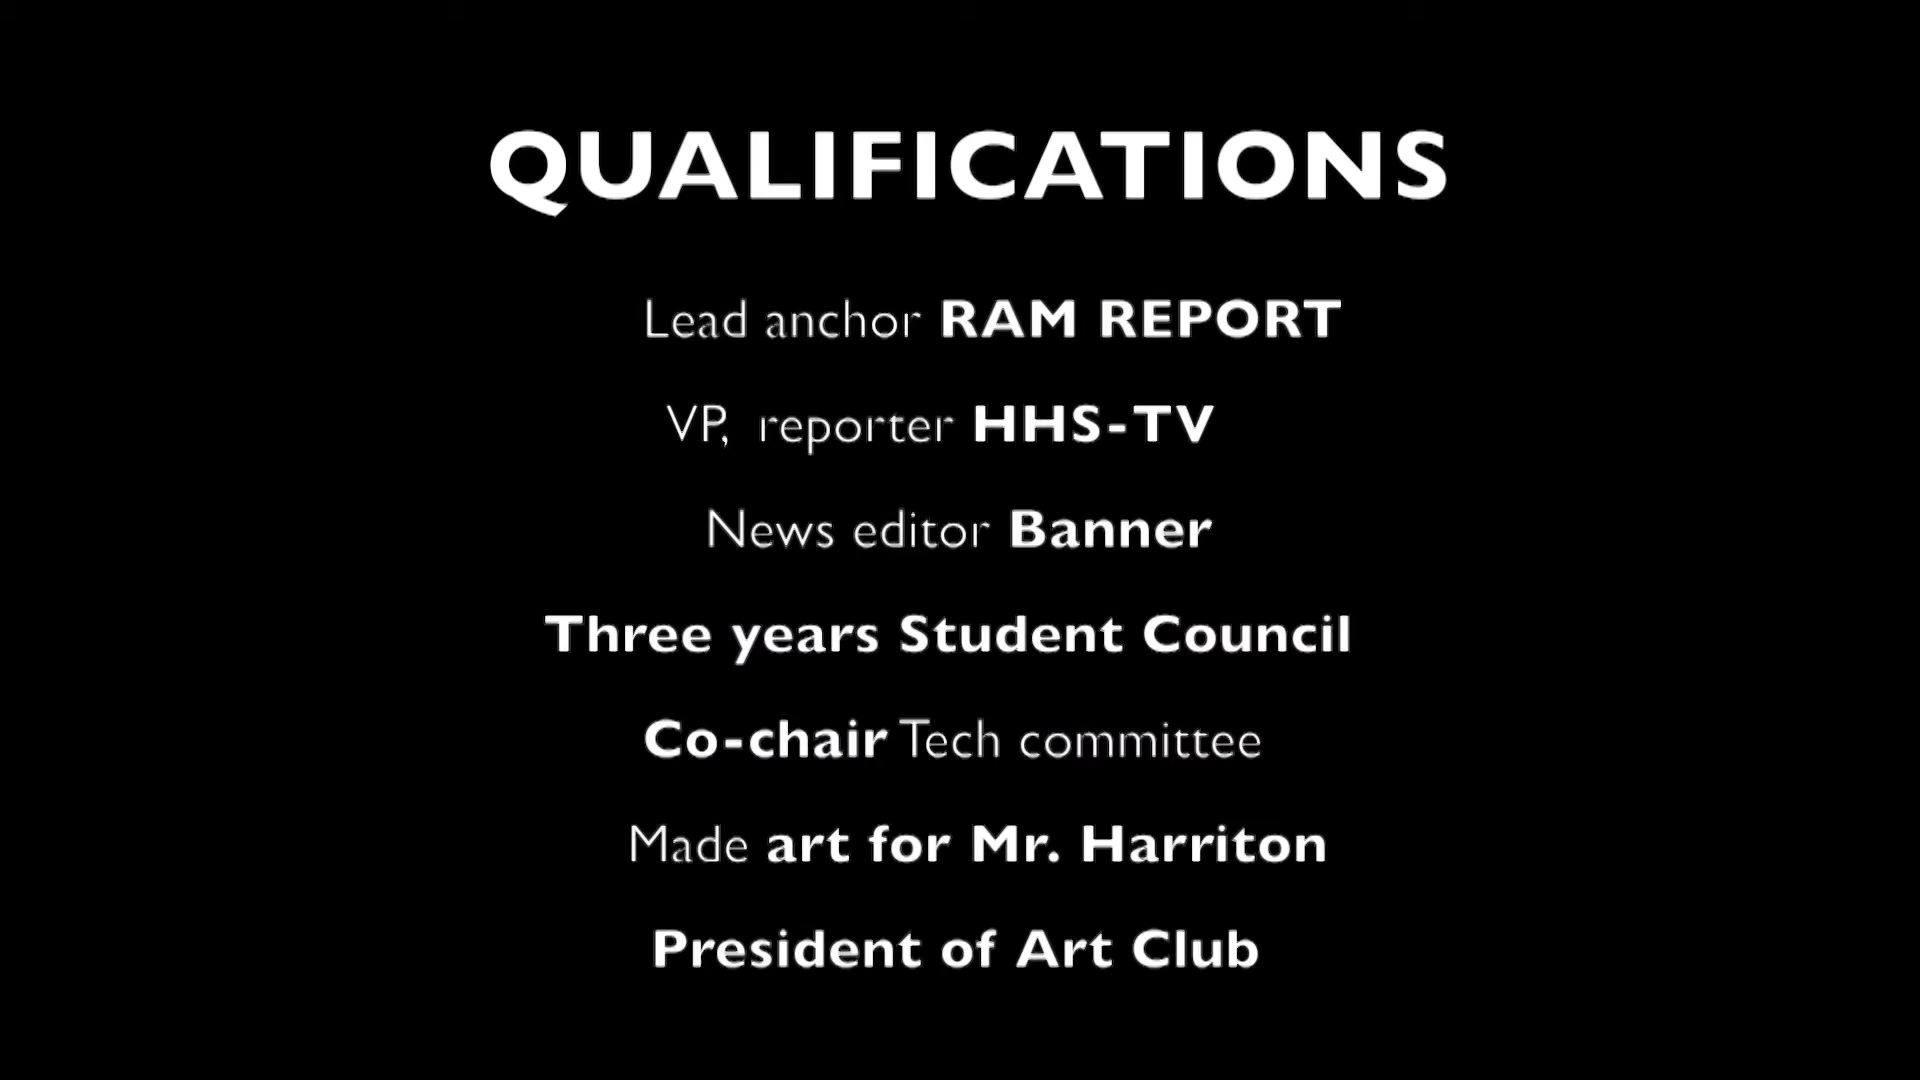 QUALIFICATIONS
Lead anchor RAM REPORT
VP, reporter HHS-TV
News editor Banner
Three years Student Council
Co-chair Tech committee
Made art for Mr. Harriton
President of Art Club